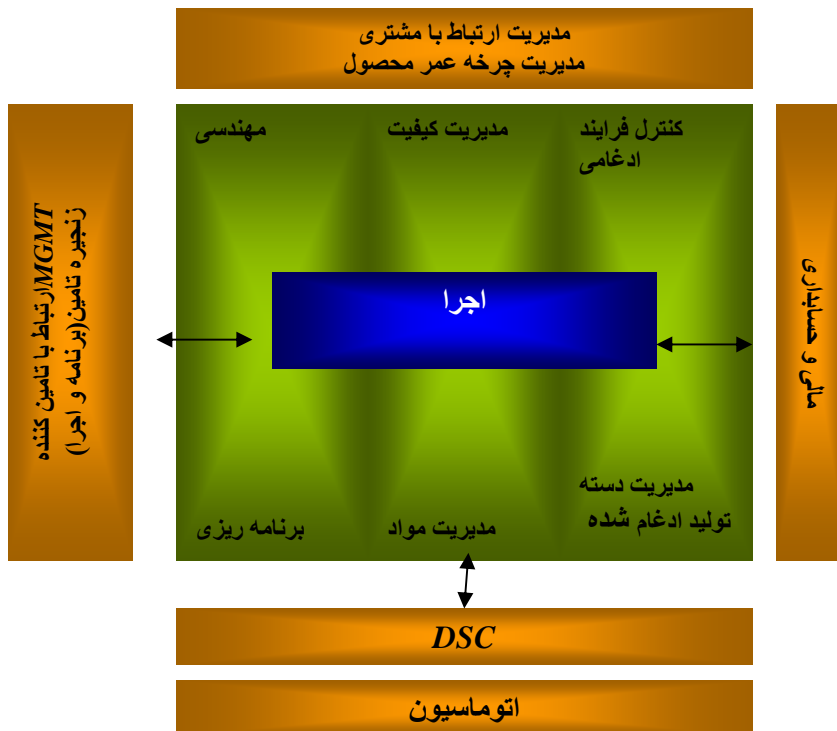 مدیریت ارتباط با مشتری
مدیریت چرخه عمر محصول
کنترل فرایند
ادغامی
مدیریت کیفیت
مهندسی
اجرا
مدیریت دسته
تولید ادغام شده
مدیریت مواد
برنامه ریزی
مالی و حسابداری
زنجیره تامین(برنامه و اجرا)
MGMTارتباط با تامین کننده
DSC
اتوماسیون